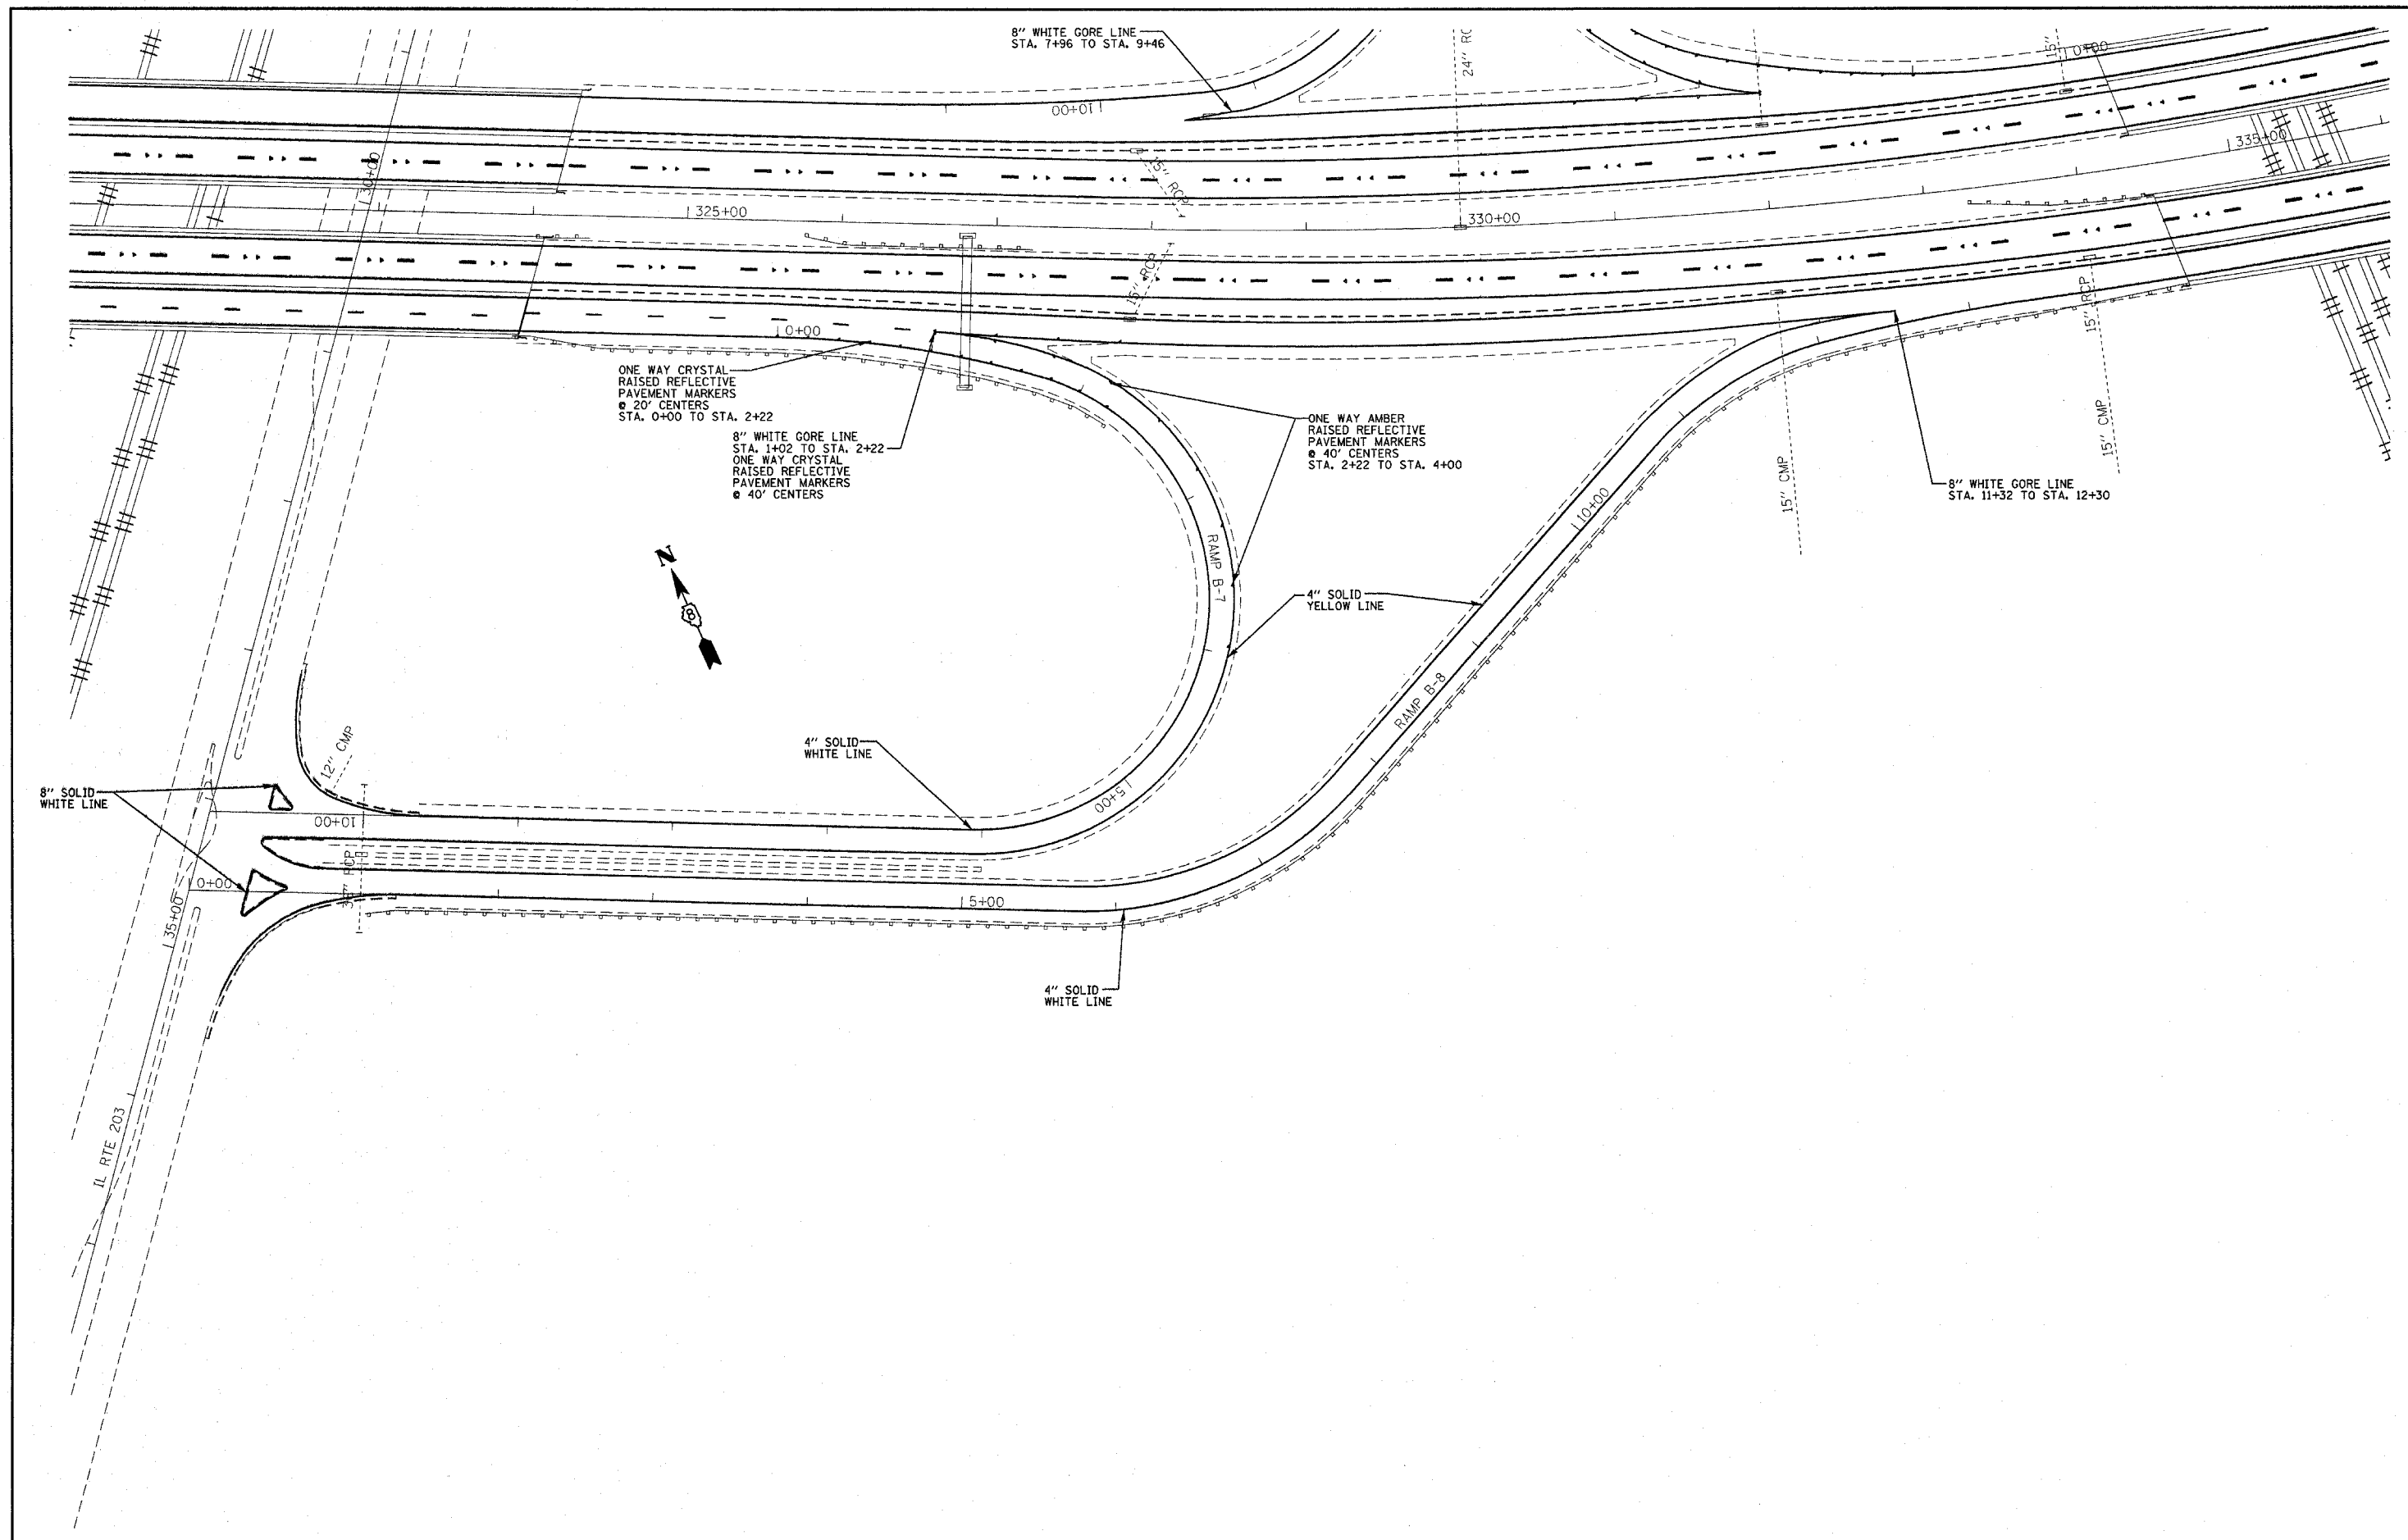 8" WHITE GORE LINE
STA. 7+96 TO STA. 9+46
24" RC
15"
0+00
10+00
335+00
30+00
15" RCP
325+00
330+00
15" RCP
15" RCP
0+00
ONE WAY CRYSTAL
RAISED REFLECTIVE
PAVEMENT MARKERS
@ 20' CENTERS
STA. 0+00 TO STA. 2+22
8" WHITE GORE LINE
STA. 1+02 TO STA. 2+22
ONE WAY CRYSTAL
RAISED REFLECTIVE
PAVEMENT MARKERS
@ 40' CENTERS
ONE WAY AMBER
RAISED REFLECTIVE
PAVEMENT MARKERS
@ 40' CENTERS
STA. 2+22 TO STA. 4+00
15" CMP
15" CMP
8" WHITE GORE LINE
STA. 11+32 TO STA. 12+30
10+00
N
8
RAMP B-7
4" SOLID
YELLOW LINE
RAMP B-8
4" SOLID
WHITE LINE
12" CMP
8" SOLID
WHITE LINE
5+00
10+00
0+00
RCP
35+00
5+00
4" SOLID
WHITE LINE
IL RTE 203